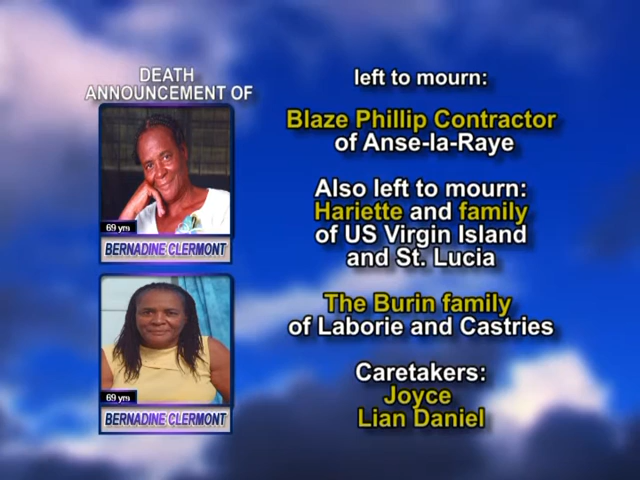 DEATH
ANNOUNCEMENT OF
69 yrs
BERNADINE CLERMONT
69 yrs
BERNADINE CLERMONT
left to mourn:
Blaze Phillip Contractor
of Anse-la-Raye
Also left to mourn:
Hariette and family
of US Virgin Island
and St. Lucia
The Burin family
of Laborie and Castries
Caretakers:
Joyce
Lian Daniel